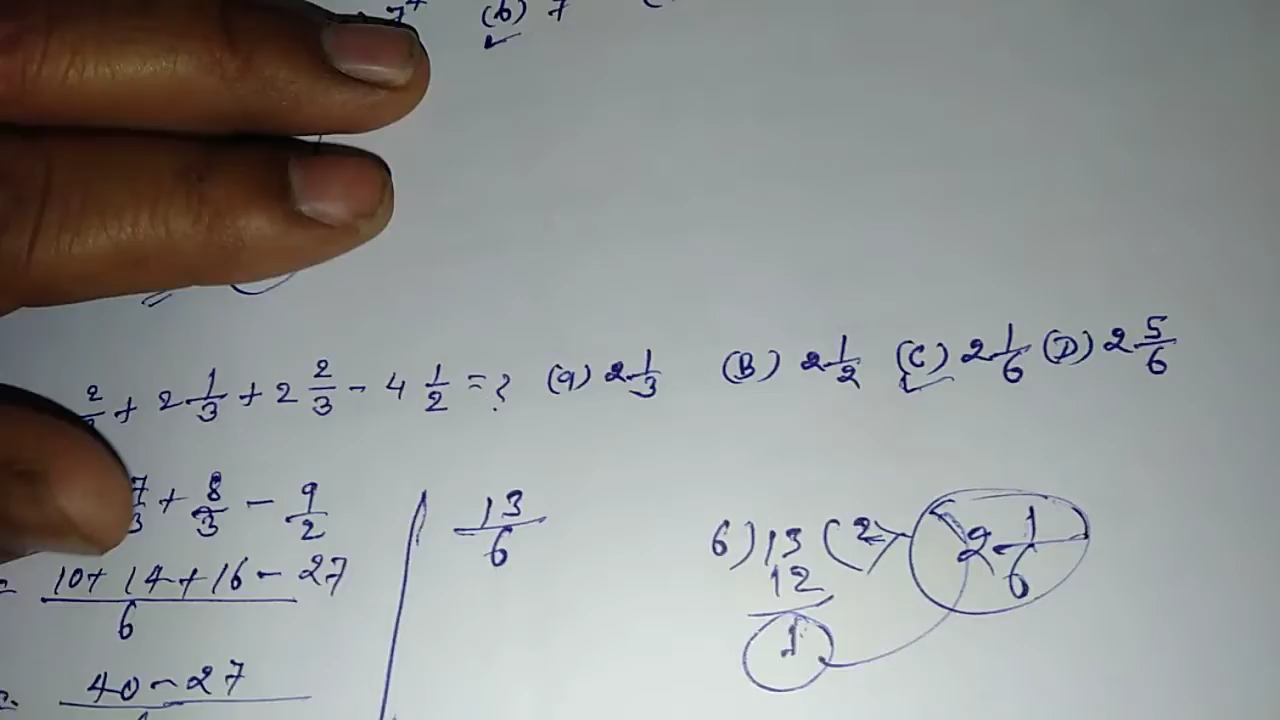 (b) 7
2/3 + 2 1/3 + 2 2/3 - 4 1/2 = ? (a) 2 1/3 (B) 2 1/2 (C) 2 1/6 (D) 2 5/6
7/3 + 8/3 - 9/2 | 13/6 6)13(2 2 1/6
= 10+14+16-27/6 12
1
= 40-27